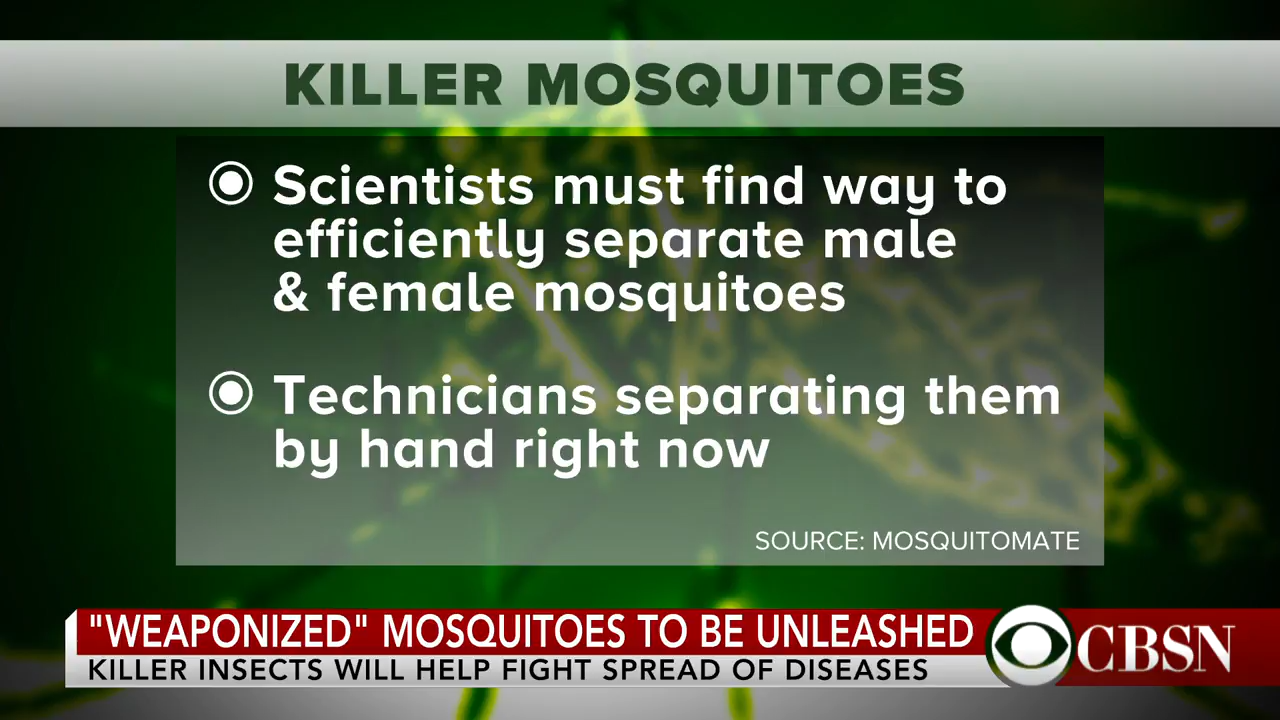 KILLER MOSQUITOES
Scientists must find way to
efficiently separate male
& female mosquitoes
Technicians separating them
by hand right now
SOURCE: MOSQUITOMATE
"WEAPONIZED" MOSQUITOES TO BE UNLEASHED
KILLER INSECTS WILL HELP FIGHT SPREAD OF DISEASES
CBSN